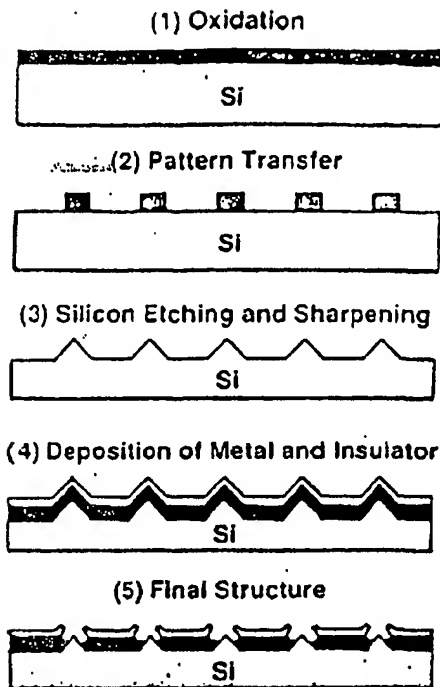 (1) Oxidation
Si
(2) Pattern Transfer
Si
(3) Silicon Etching and Sharpening
Si
(4) Deposition of Metal and Insulator
Si
(5) Final Structure
Si